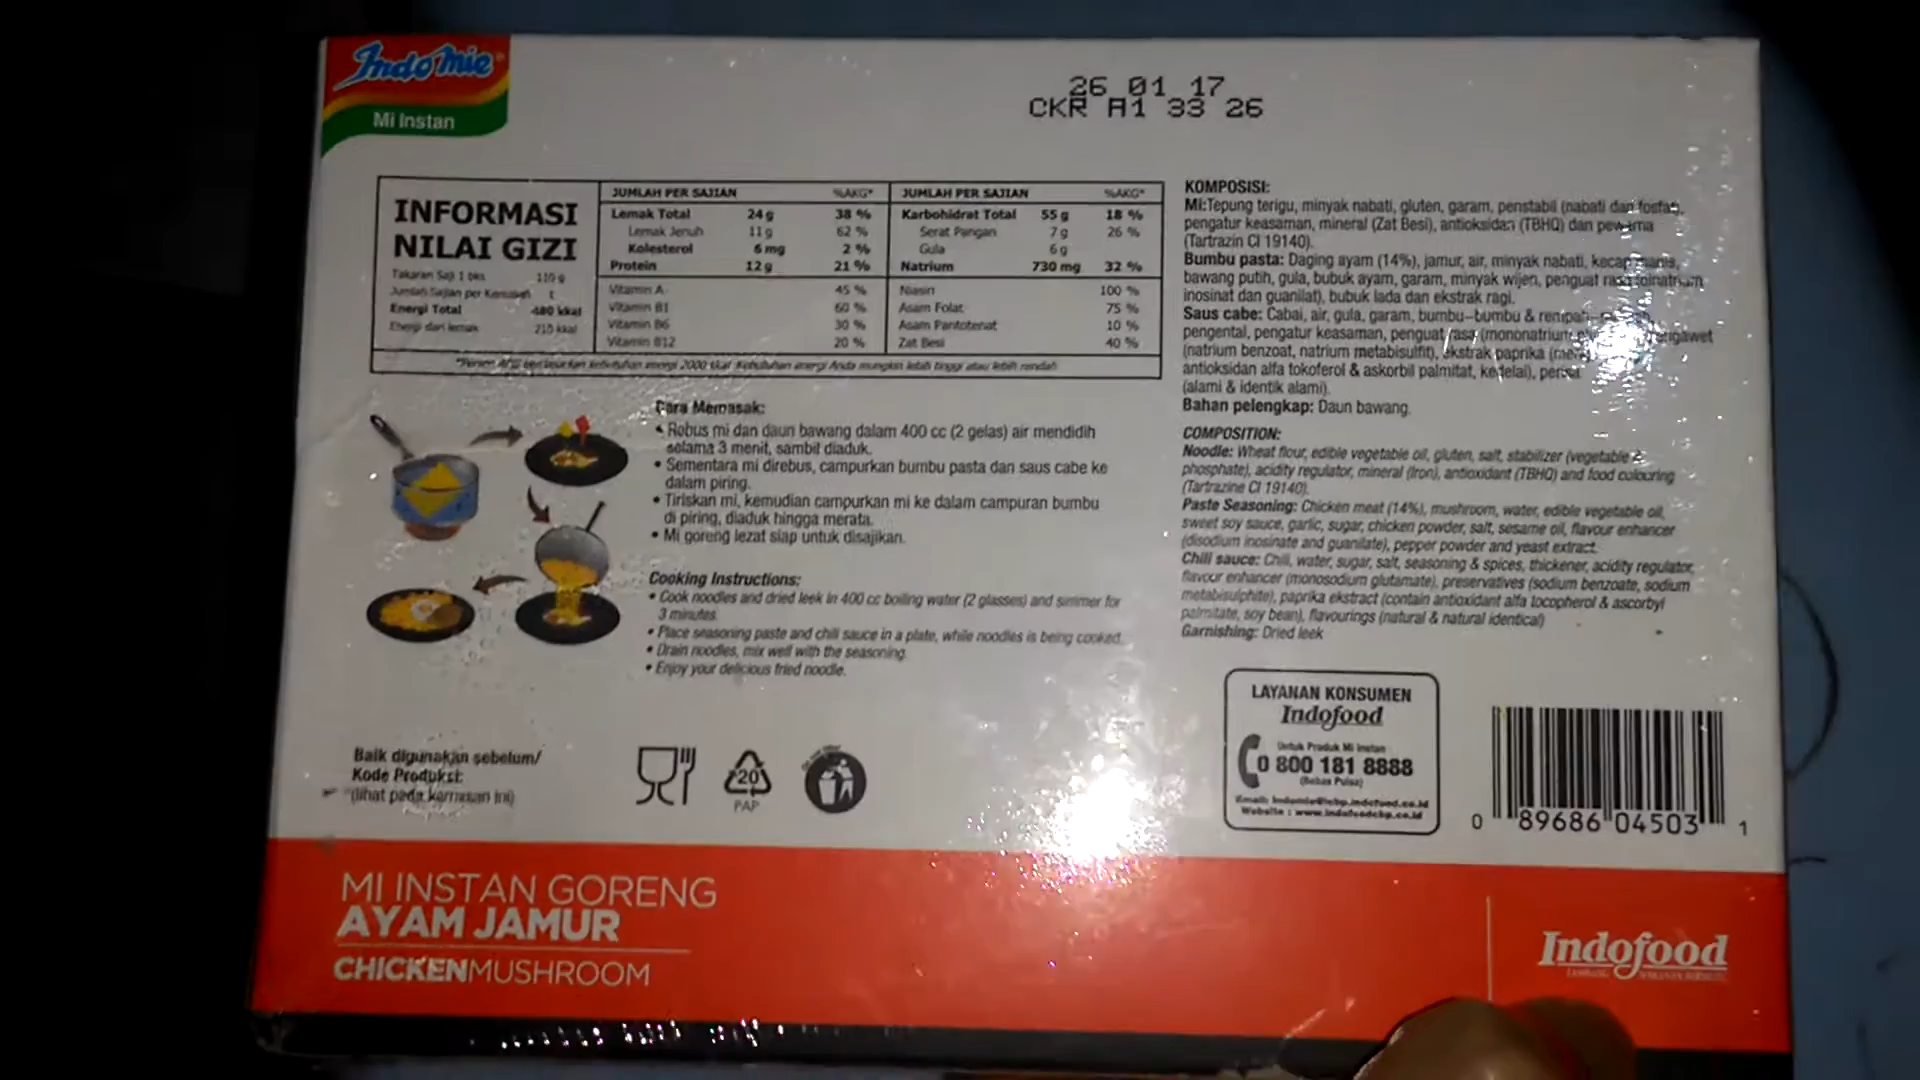 Indomie
Mi Instan
26 01 17
CKR A1 33 26
INFORMASI
NILAI GIZI
Takaran Saji 1 bks 110 g
Jumlah Sajian per Kemasan 1
Energi Total 480 kkal
Energi dari lemak 210 kkal
JUMLAH PER SAJIAN %AKG*
Lemak Total 24 g 38 %
Lemak Jenuh 11 g 62 %
Kolesterol 6 mg 2 %
Protein 12 g 21 %
Vitamin A 45 %
Vitamin B1 60 %
Vitamin B6 30 %
Vitamin B12 20 %
JUMLAH PER SAJIAN %AKG*
Karbohidrat Total 55 g 18 %
Serat Pangan 7 g 26 %
Gula 6 g
Natrium 730 mg 32 %
Niasin 100 %
Asam Folat 75 %
Asam Pantotenat 10 %
Zat Besi 40 %
*Persen AKG berdasarkan kebutuhan energi 2000 kkal. Kebutuhan energi Anda mungkin lebih tinggi atau lebih rendah
KOMPOSISI:
Mi: Tepung terigu, minyak nabati, gluten, garam, penstabil (nabati dan fosfat),
pengatur keasaman, mineral (Zat Besi), antioksidan (TBHQ) dan pewarna
(Tartrazin CI 19140).
Bumbu pasta: Daging ayam (14%), jamur, air, minyak nabati, kecap manis,
bawang putih, gula, bubuk ayam, garam, minyak wijen, penguat rasa (dinatrium
inosinat dan guanilat), bubuk lada dan ekstrak ragi.
Saus cabe: Cabai, air, gula, garam, bumbu-bumbu &
pengental, pengatur keasaman, penguat rasa (mononatrium
(natrium benzoat, natrium metabisulfit), ekstrak paprika
antioksidan alfa tokoferol & askorbil palmitat, kedelai), perisa
(alami & identik alami).
Bahan pelengkap: Daun bawang.
COMPOSITION:
Noodle: Wheat flour, edible vegetable oil, gluten, salt, stabilizer (vegetable &
phosphate), acidity regulator, mineral (Iron), antioxidant (TBHQ) and food colouring
(Tartrazine CI 19140).
Paste Seasoning: Chicken meat (14%), mushroom, water, edible vegetable oil,
sweet soy sauce, garlic, sugar, chicken powder, salt, sesame oil, flavour enhancer
(disodium inosinate and guanilate), pepper powder and yeast extract.
Chili sauce: Chili, water, sugar, salt, seasoning & spices, thickener, acidity regulator,
flavour enhancer (monosodium glutamate), preservatives (sodium benzoate, sodium
metabisulphite), paprika ekstract (contain antioxidant alfa tocopherol & ascorbyl
palmitate, soy bean), flavourings (natural & natural identical)
Garnishing: Dried leek
Cara Memasak:
• Rebus mi dan daun bawang dalam 400 cc (2 gelas) air mendidih
selama 3 menit, sambil diaduk.
• Sementara mi direbus, campurkan bumbu pasta dan saus cabe ke
dalam piring.
• Tiriskan mi, kemudian campurkan mi ke dalam campuran bumbu
di piring, diaduk hingga merata.
• Mi goreng lezat siap untuk disajikan.
Cooking Instructions:
• Cook noodles and dried leek in 400 cc boiling water (2 glasses) and simmer for
3 minutes.
• Place seasoning paste and chili sauce in a plate, while noodles is being cooked.
• Drain noodles, mix well with the seasoning.
• Enjoy your delicious fried noodle.
Baik digunakan sebelum/
Kode Produksi:
(lihat pada kemasan ini)
20
PAP
LAYANAN KONSUMEN
Indofood
Untuk Produk Mi Instan
0 800 181 8888
(Bebas Pulsa)
Email: indomie@icbp.indofood.co.id
Website : www.indofoodcbp.co.id
0 89686 04503 1
MI INSTAN GORENG
AYAM JAMUR
CHICKEN MUSHROOM
Indofood